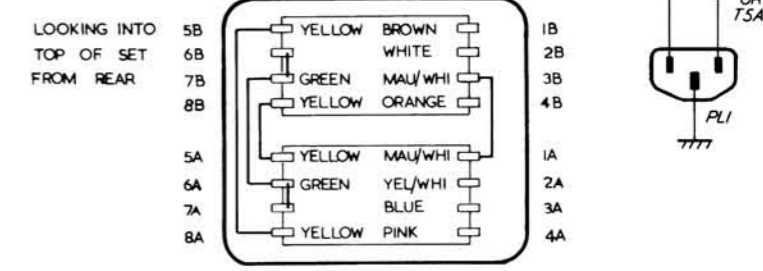 OR
T5A
LOOKING INTO 5B YELLOW BROWN 1B
TOP OF SET 6B WHITE 2B
FROM REAR 7B GREEN MAU/WHI 3B
8B YELLOW ORANGE 4B
PL1
5A YELLOW MAU/WHI 1A
6A GREEN YEL/WHI 2A
7A BLUE 3A
8A YELLOW PINK 4A